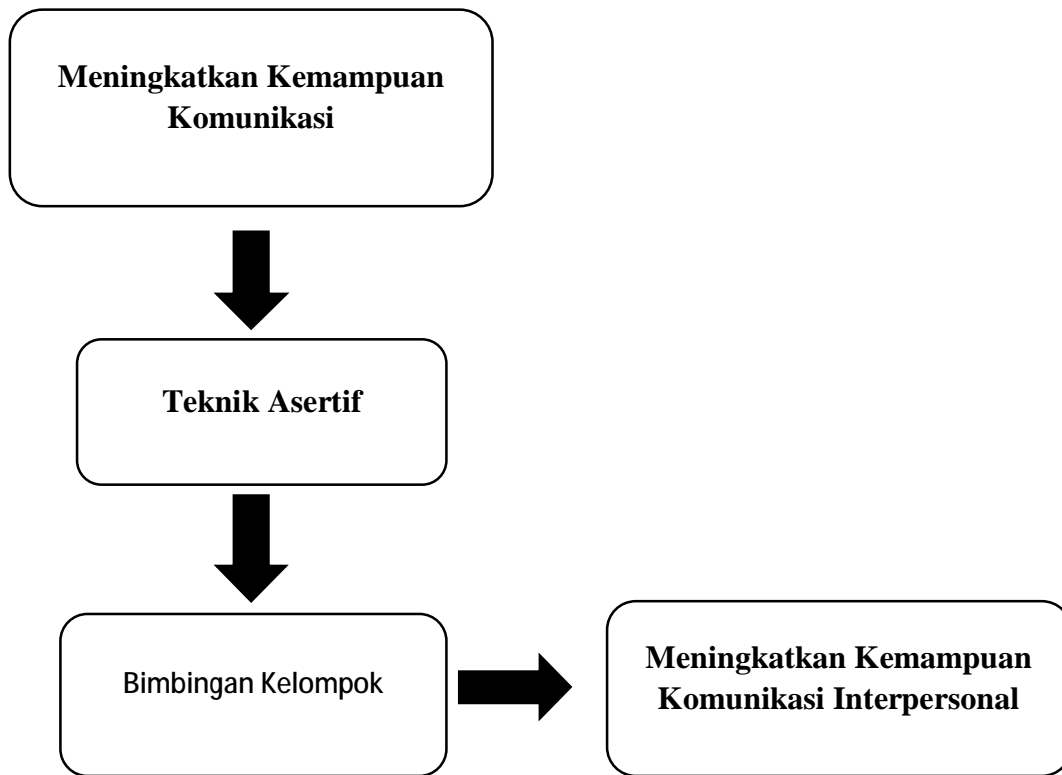 Meningkatkan Kemampuan
Komunikasi
Teknik Asertif
Bimbingan Kelompok
Meningkatkan Kemampuan
Komunikasi Interpersonal